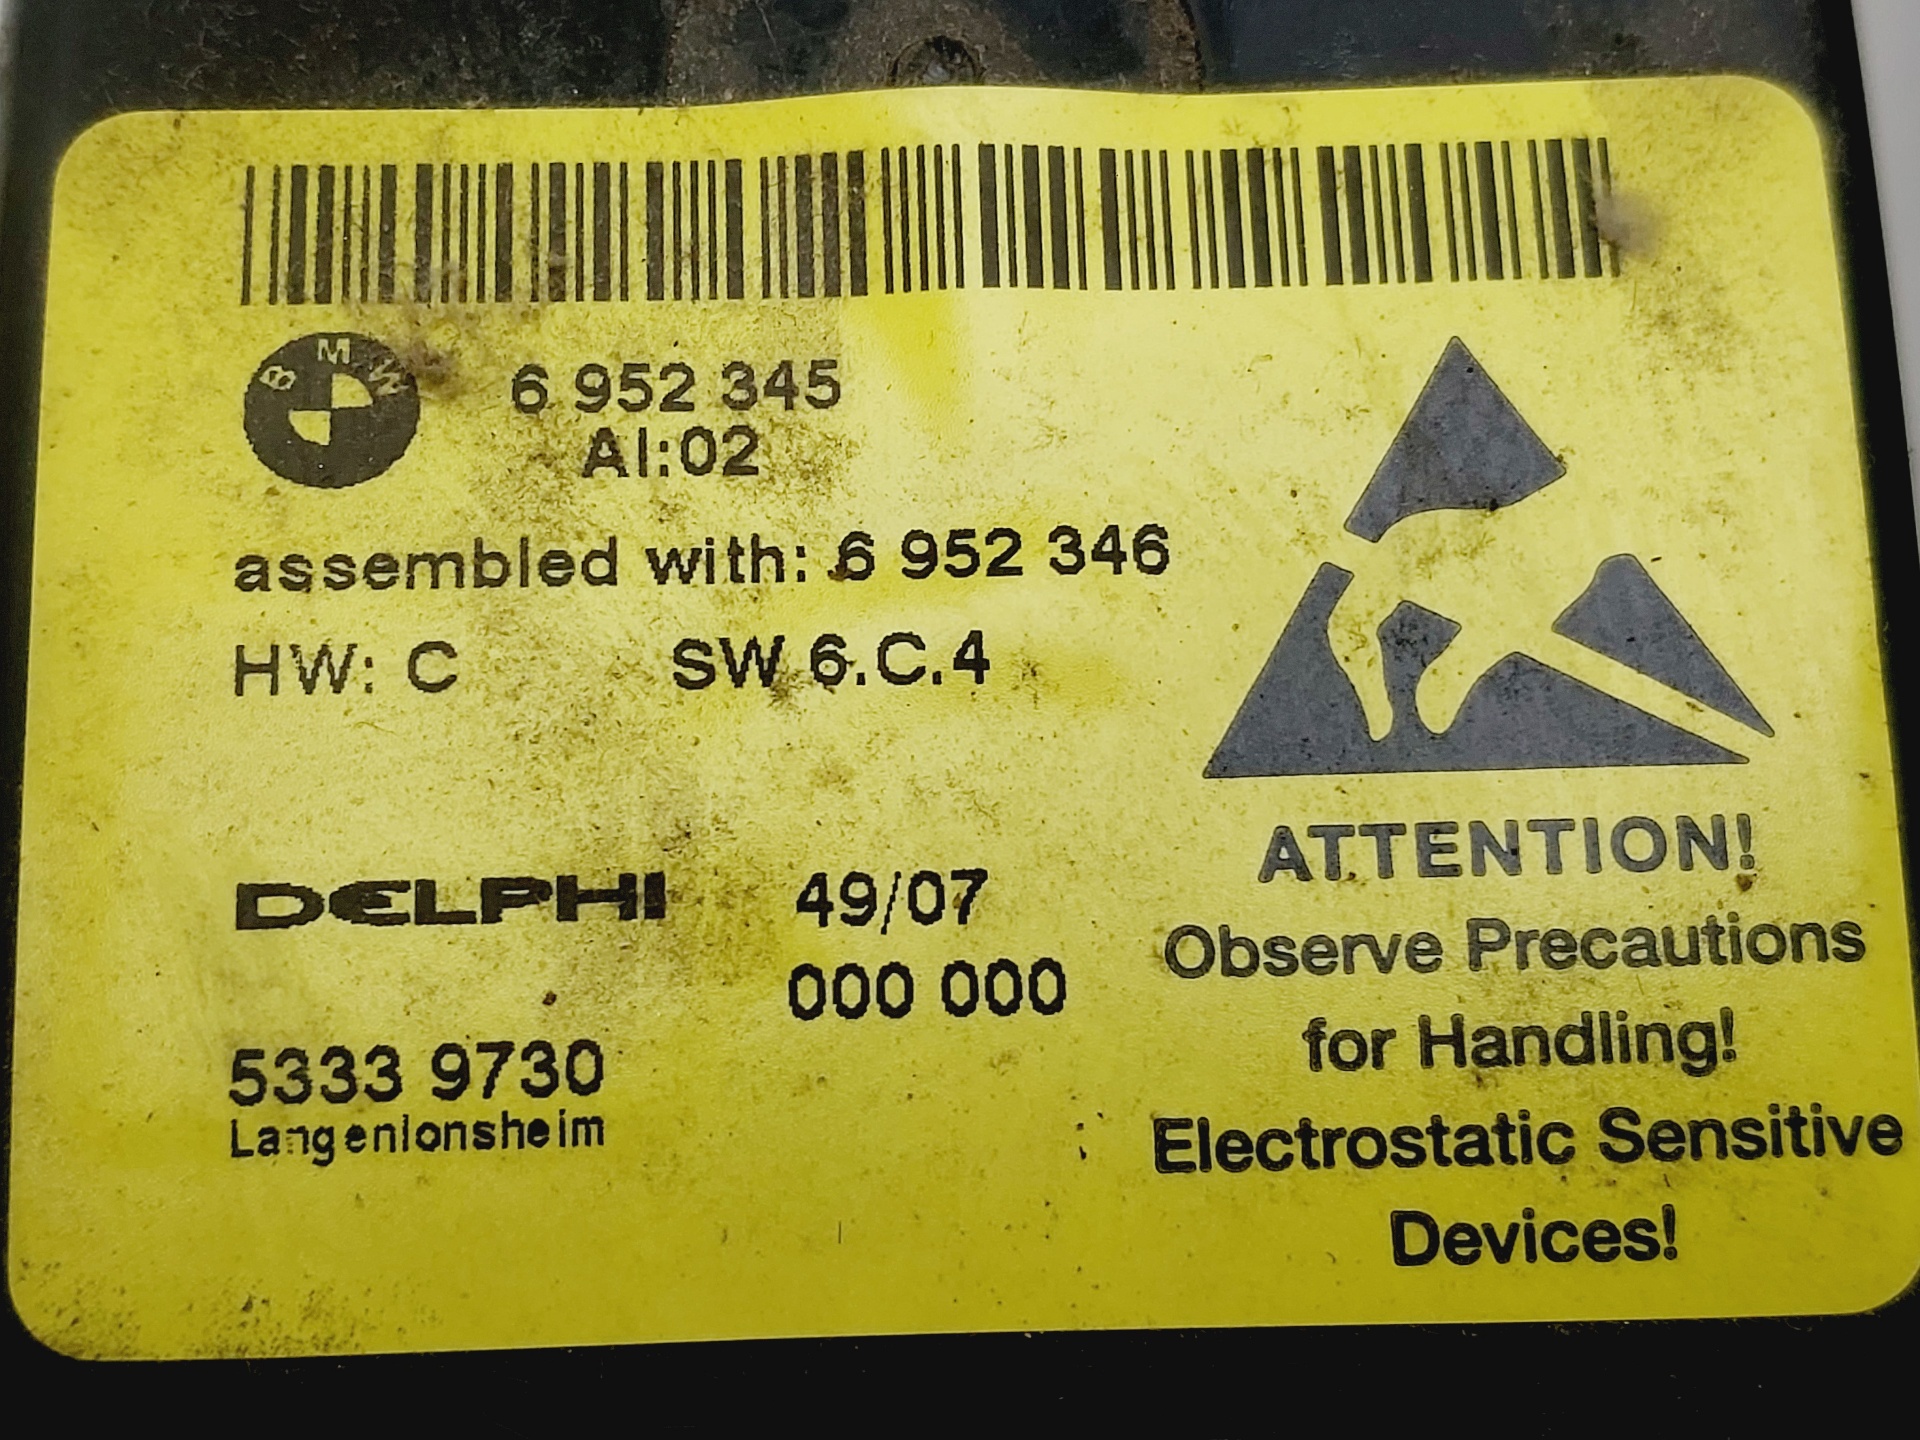 BMW
6 952 345
AI:02
assembled with: 6 952 346
HW: C SW 6.C.4
DELPHI 49/07
000 000
5333 9730
Langenlonsheim
ATTENTION!
Observe Precautions
for Handling!
Electrostatic Sensitive
Devices!